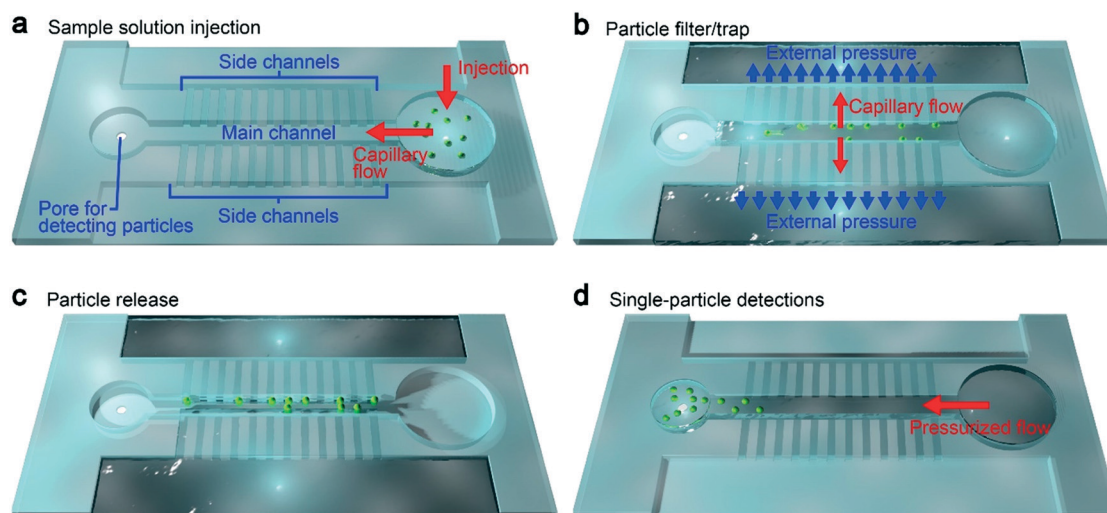 a Sample solution injection
Side channels
Injection
Main channel
Capillary
flow
Pore for
detecting particles
Side channels
b Particle filter/trap
External pressure
Capillary flow
External pressure
c Particle release
d Single-particle detections
Pressurized flow